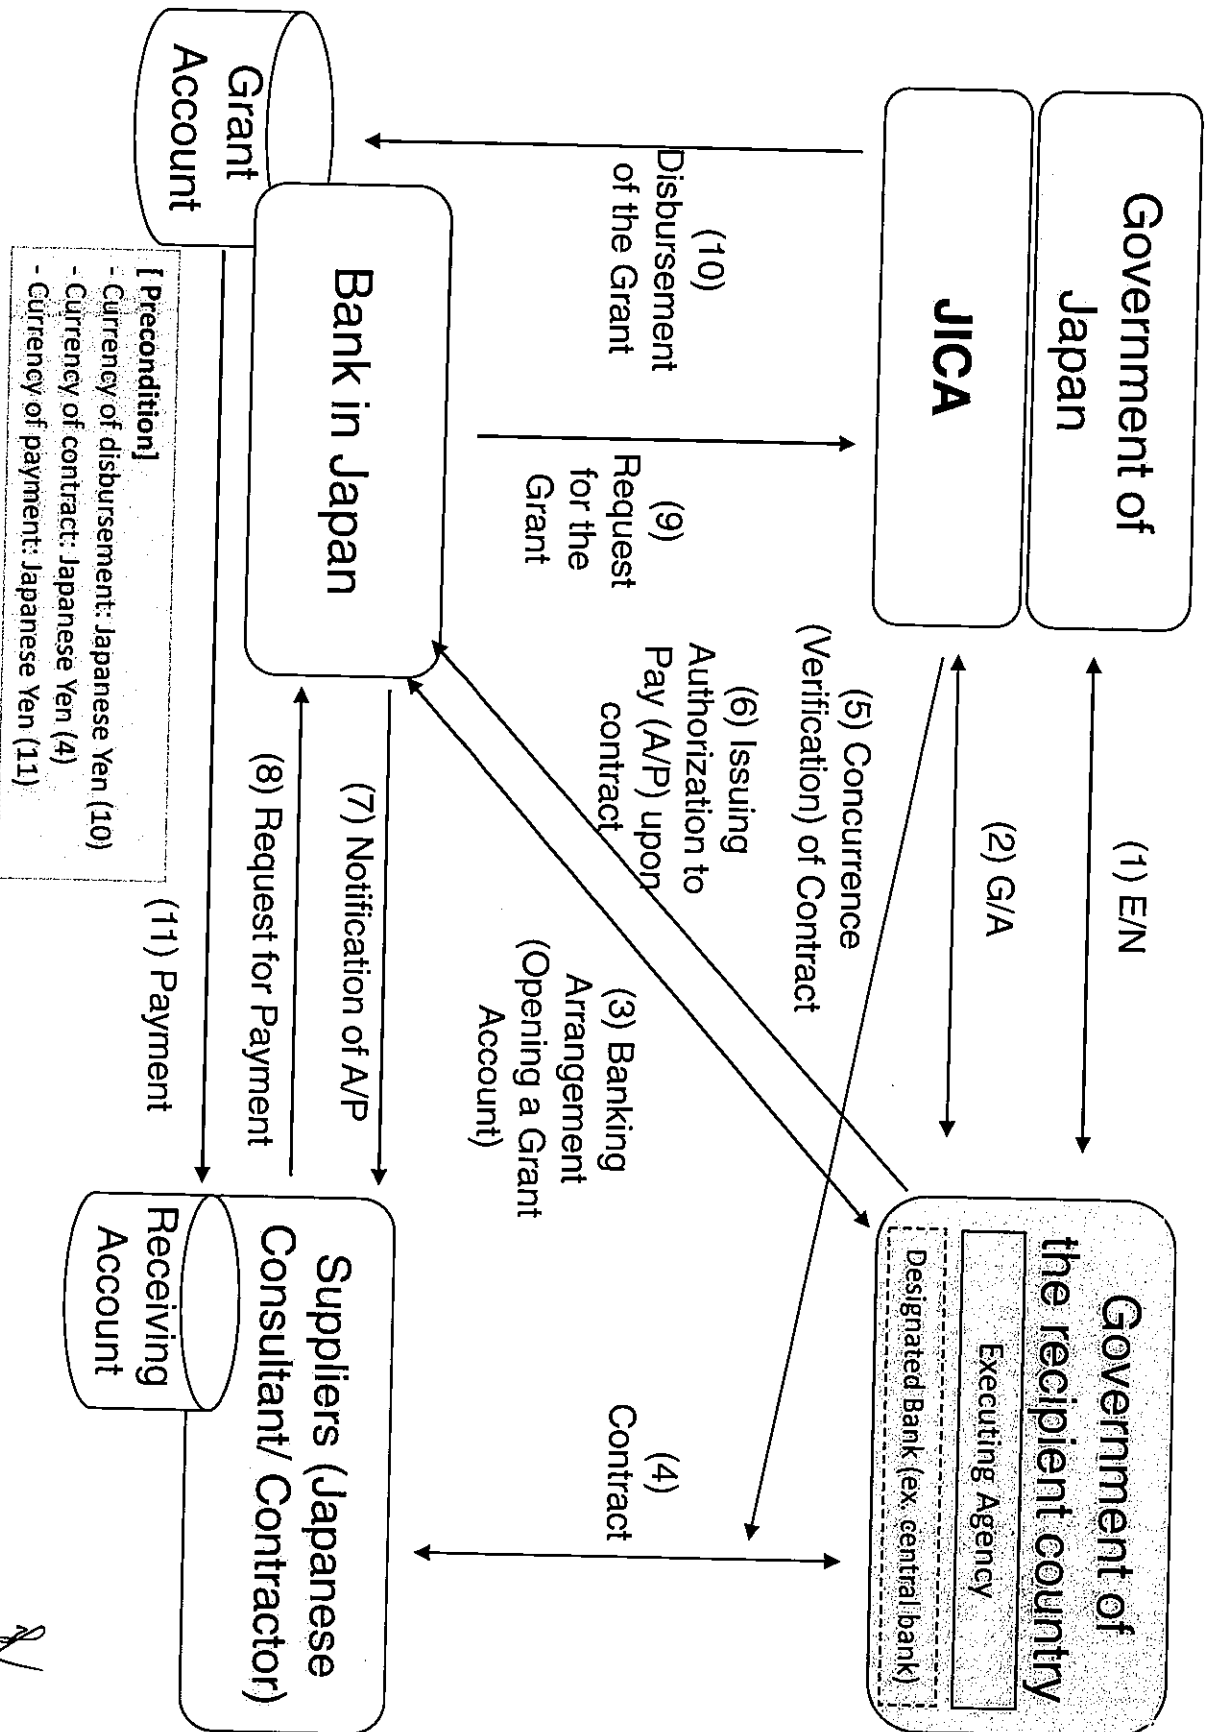 Government of
Japan
JICA
Government of
the recipient country
Executing Agency
Designated Bank (ex. central bank)
(1) E/N
(2) G/A
(5) Concurrence
(Verification) of Contract
(6) Issuing
Authorization to
Pay (A/P) upon
contract
(3) Banking
Arrangement
(Opening a Grant
Account)
(4)
Contract
(10)
Disbursement
of the Grant
(9)
Request
for the
Grant
Bank in Japan
Grant
Account
(7) Notification of A/P
(8) Request for Payment
(11) Payment
Suppliers (Japanese
Consultant/ Contractor)
Receiving
Account
[ Precondition]
- Currency of disbursement: Japanese Yen (10)
- Currency of contract: Japanese Yen (4)
- Currency of payment: Japanese Yen (11)